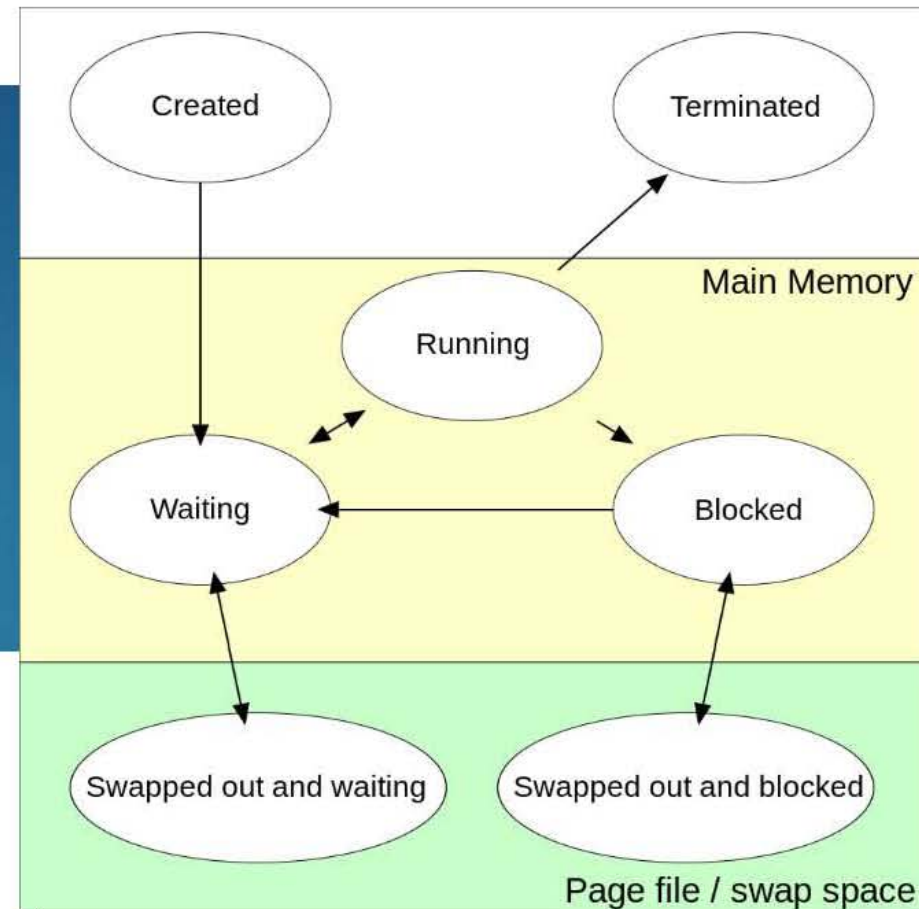 Created
Terminated
Main Memory
Running
Waiting
Blocked
Swapped out and waiting
Swapped out and blocked
Page file / swap space